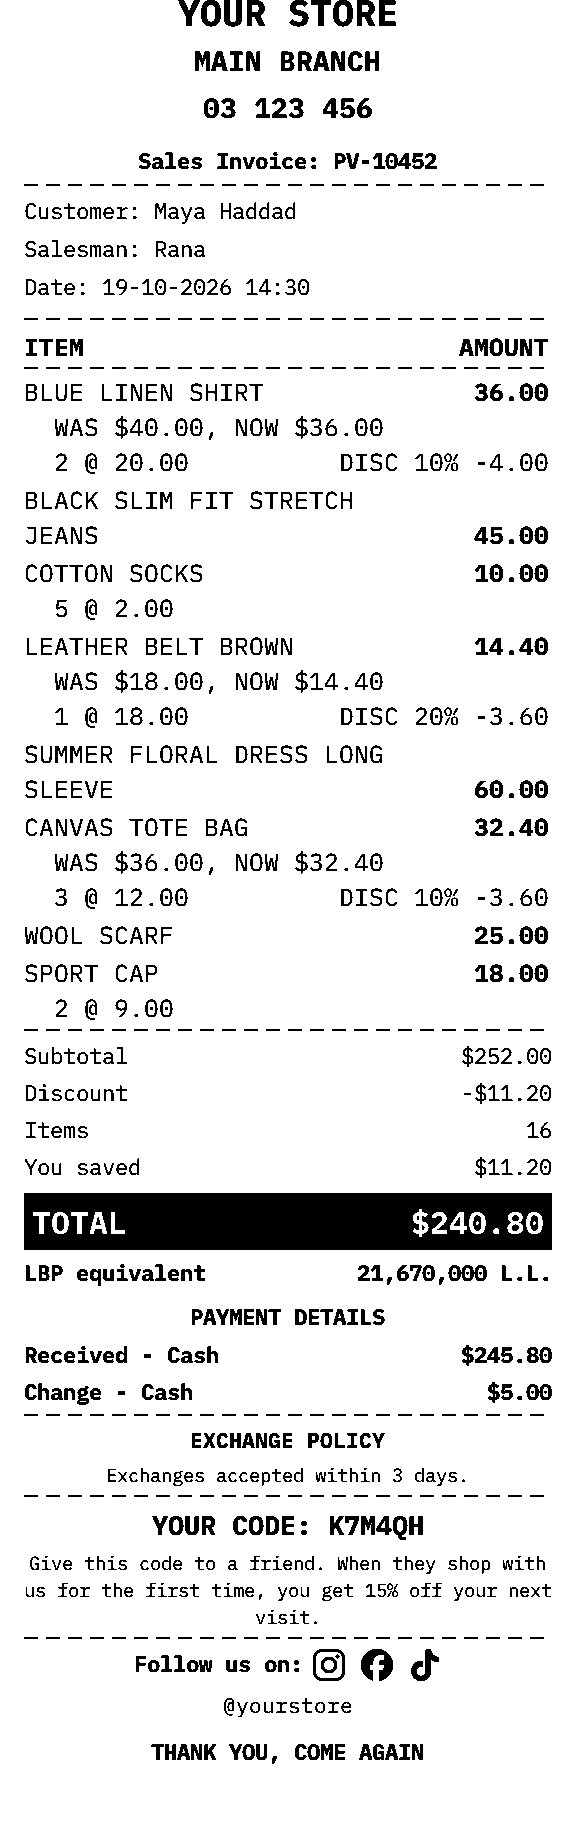 YOUR STORE
MAIN BRANCH
03 123 456
Sales Invoice: PV-10452
Customer: Maya Haddad
Salesman: Rana
Date: 19-10-2026 14:30
ITEM AMOUNT
BLUE LINEN SHIRT 36.00
WAS $40.00, NOW $36.00
2 @ 20.00 DISC 10% -4.00
BLACK SLIM FIT STRETCH
JEANS 45.00
COTTON SOCKS 10.00
5 @ 2.00
LEATHER BELT BROWN 14.40
WAS $18.00, NOW $14.40
1 @ 18.00 DISC 20% -3.60
SUMMER FLORAL DRESS LONG
SLEEVE 60.00
CANVAS TOTE BAG 32.40
WAS $36.00, NOW $32.40
3 @ 12.00 DISC 10% -3.60
WOOL SCARF 25.00
SPORT CAP 18.00
2 @ 9.00
Subtotal $252.00
Discount -$11.20
Items 16
You saved $11.20
TOTAL $240.80
LBP equivalent 21,670,000 L.L.
PAYMENT DETAILS
Received - Cash $245.80
Change - Cash $5.00
EXCHANGE POLICY
Exchanges accepted within 3 days.
YOUR CODE: K7M4QH
Give this code to a friend. When they shop with
us for the first time, you get 15% off your next
visit.
Follow us on:
@yourstore
THANK YOU, COME AGAIN